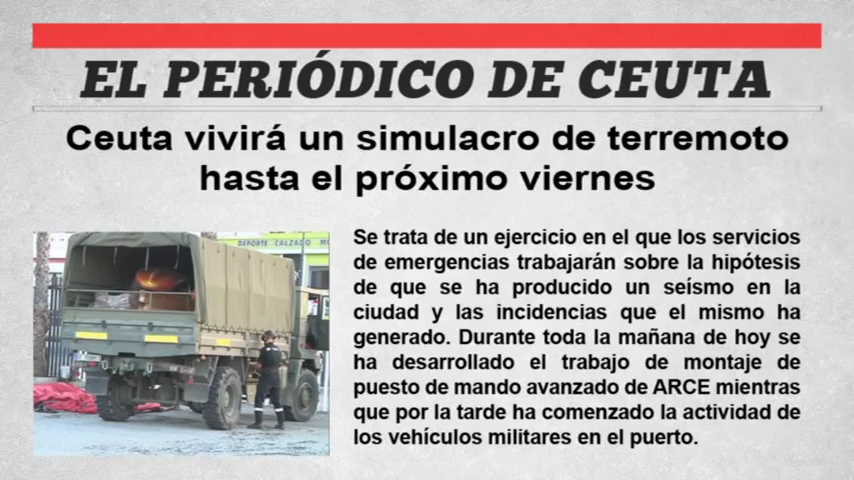 EL PERIÓDICO DE CEUTA
Ceuta vivirá un simulacro de terremoto
hasta el próximo viernes
DEPORTE CALZADO MO
Se trata de un ejercicio en el que los servicios
de emergencias trabajarán sobre la hipótesis
de que se ha producido un seísmo en la
ciudad y las incidencias que el mismo ha
generado. Durante toda la mañana de hoy se
ha desarrollado el trabajo de montaje de
puesto de mando avanzado de ARCE mientras
que por la tarde ha comenzado la actividad de
los vehículos militares en el puerto.